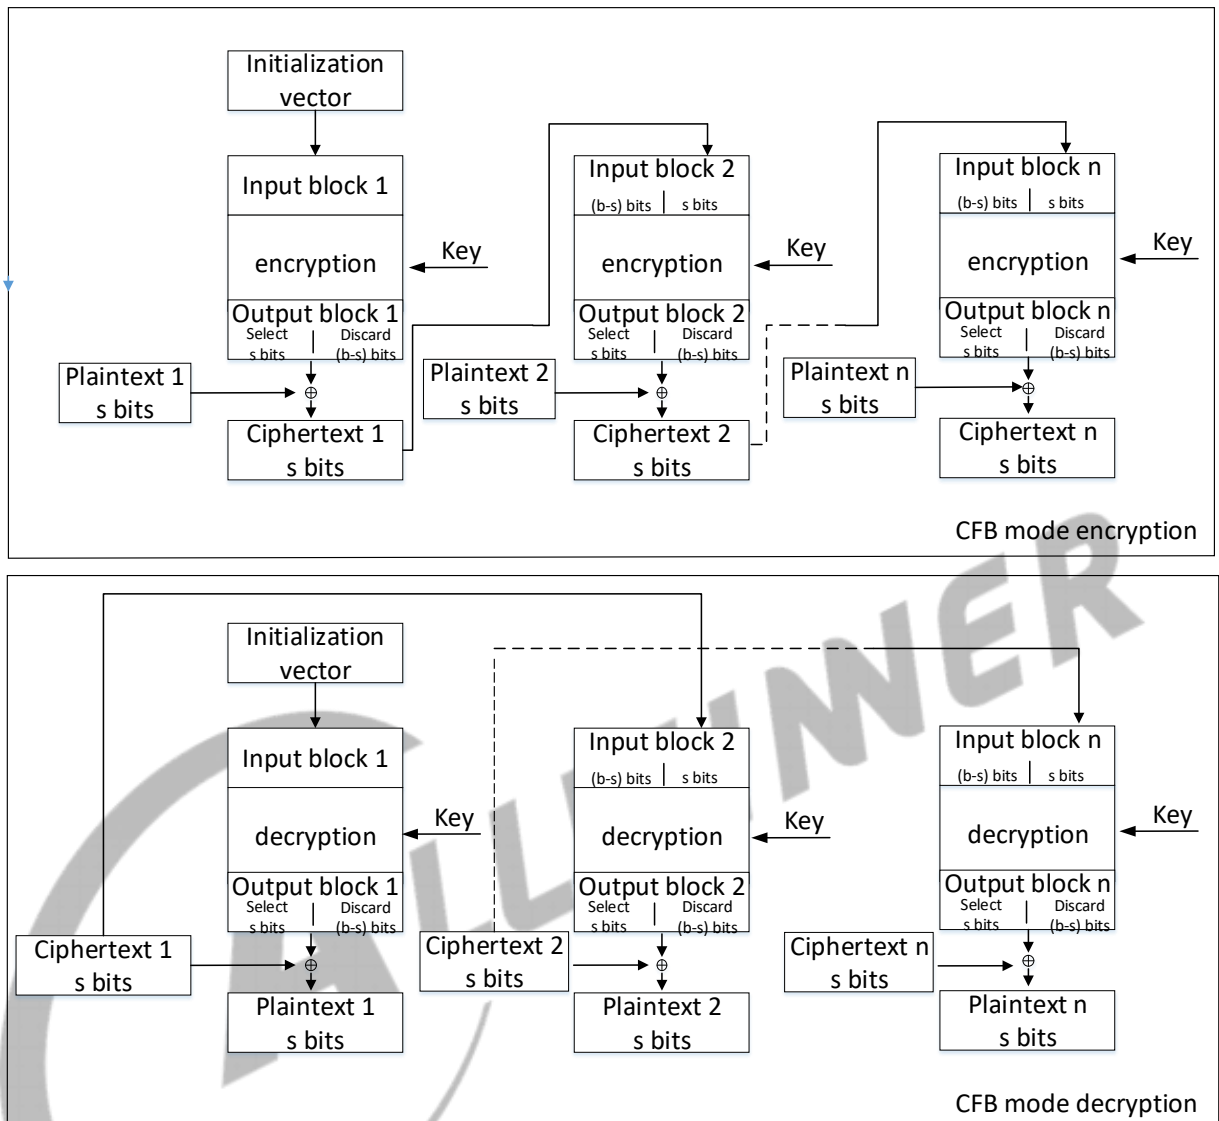 Initialization
vector
Input block 1
encryption
Key
Output block 1
Select
s bits
Discard
(b-s) bits
Plaintext 1
s bits
⊕
Ciphertext 1
s bits
Input block 2
(b-s) bits
s bits
encryption
Key
Output block 2
Select
s bits
Discard
(b-s) bits
Plaintext 2
s bits
⊕
Ciphertext 2
s bits
Input block n
(b-s) bits
s bits
encryption
Key
Output block n
Select
s bits
Discard
(b-s) bits
Plaintext n
s bits
⊕
Ciphertext n
s bits
CFB mode encryption
Initialization
vector
Input block 1
decryption
Key
Output block 1
Select
s bits
Discard
(b-s) bits
Ciphertext 1
s bits
⊕
Plaintext 1
s bits
Input block 2
(b-s) bits
s bits
decryption
Key
Output block 2
Select
s bits
Discard
(b-s) bits
Ciphertext 2
s bits
⊕
Plaintext 2
s bits
Input block n
(b-s) bits
s bits
decryption
Key
Output block n
Select
s bits
Discard
(b-s) bits
Ciphertext n
s bits
⊕
Plaintext n
s bits
CFB mode decryption
ALLWINNER